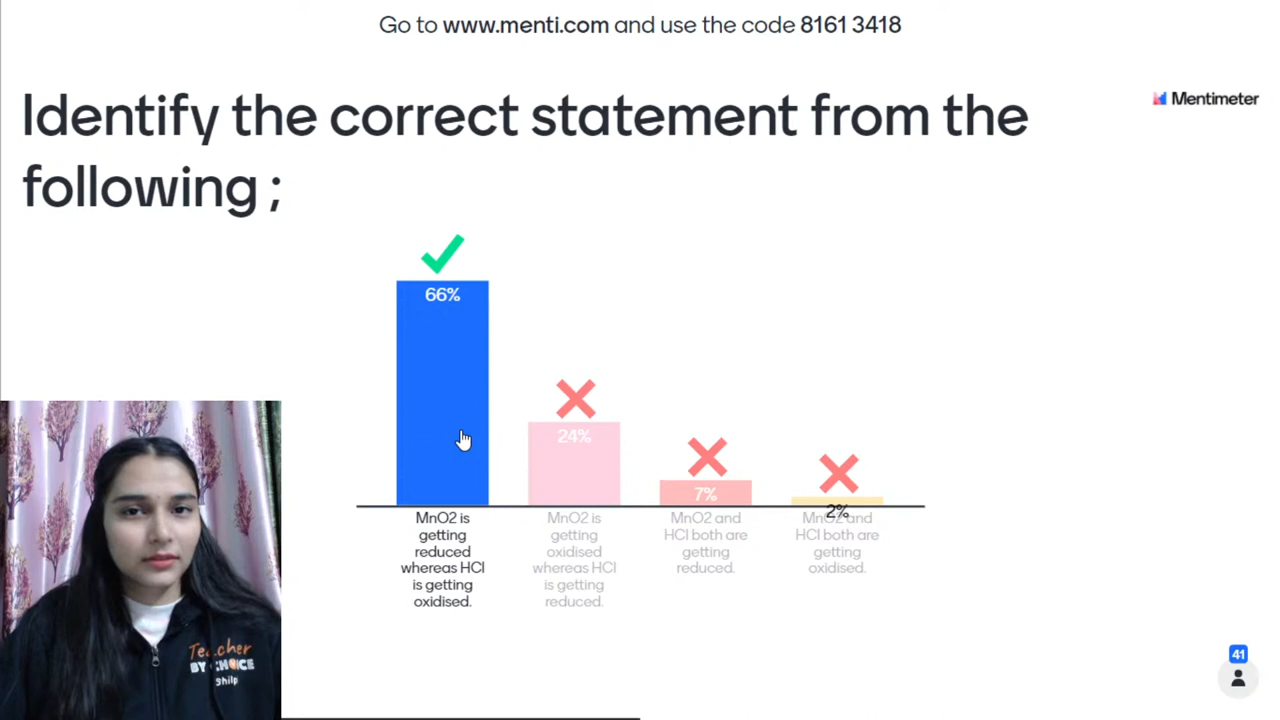 Go to www.menti.com and use the code 8161 3418
Mentimeter
Identify the correct statement from the
following ;
66%
24%
7%
2%
MnO2 is
getting
reduced
whereas HCl
is getting
oxidised.
MnO2 is
getting
oxidised
whereas HCl
is getting
reduced.
MnO2 and
HCl both are
getting
reduced.
MnO2 and
HCl both are
getting
oxidised.
Teacher
BY CHOICE
41